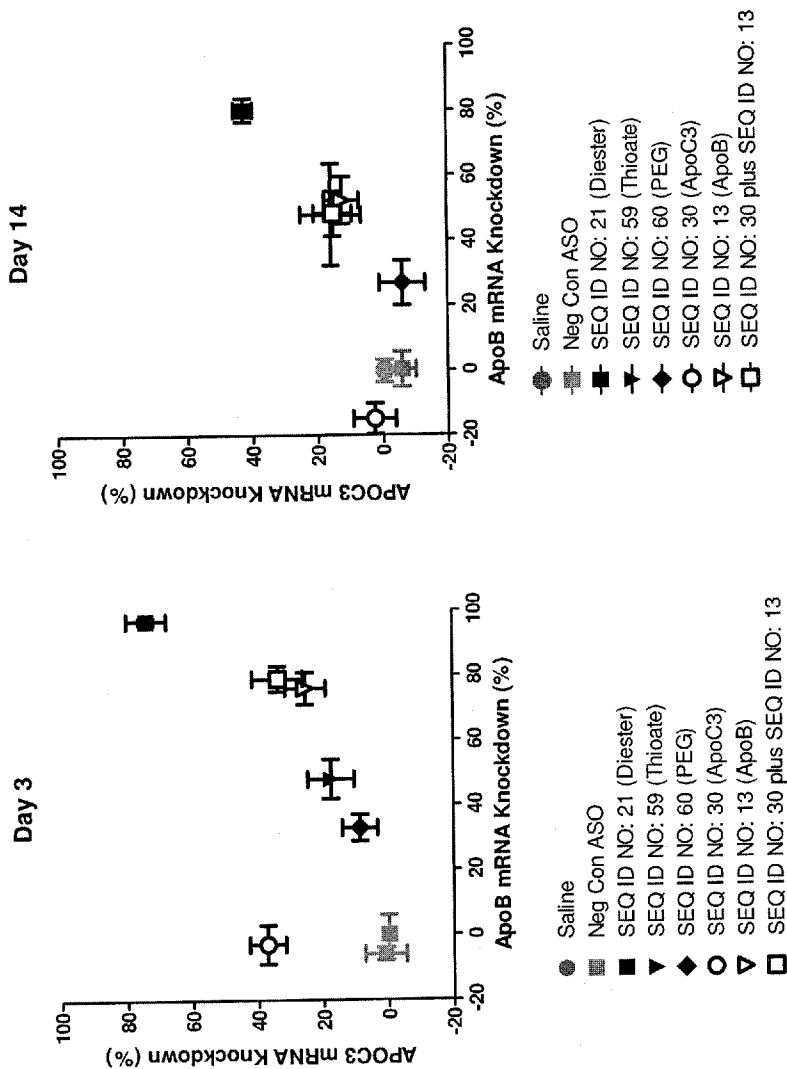 Day 3
100
80
60
40
20
0
-20
APOC3 mRNA Knockdown (%)
-20
0
20
40
60
80
100
ApoB mRNA Knockdown (%)
Saline
Neg Con ASO
SEQ ID NO: 21 (Diester)
SEQ ID NO: 59 (Thioate)
SEQ ID NO: 60 (PEG)
SEQ ID NO: 30 (ApoC3)
SEQ ID NO: 13 (ApoB)
SEQ ID NO: 30 plus SEQ ID NO: 13
Day 14
100
80
60
40
20
0
-20
APOC3 mRNA Knockdown (%)
-20
0
20
40
60
80
100
ApoB mRNA Knockdown (%)
Saline
Neg Con ASO
SEQ ID NO: 21 (Diester)
SEQ ID NO: 59 (Thioate)
SEQ ID NO: 60 (PEG)
SEQ ID NO: 30 (ApoC3)
SEQ ID NO: 13 (ApoB)
SEQ ID NO: 30 plus SEQ ID NO: 13